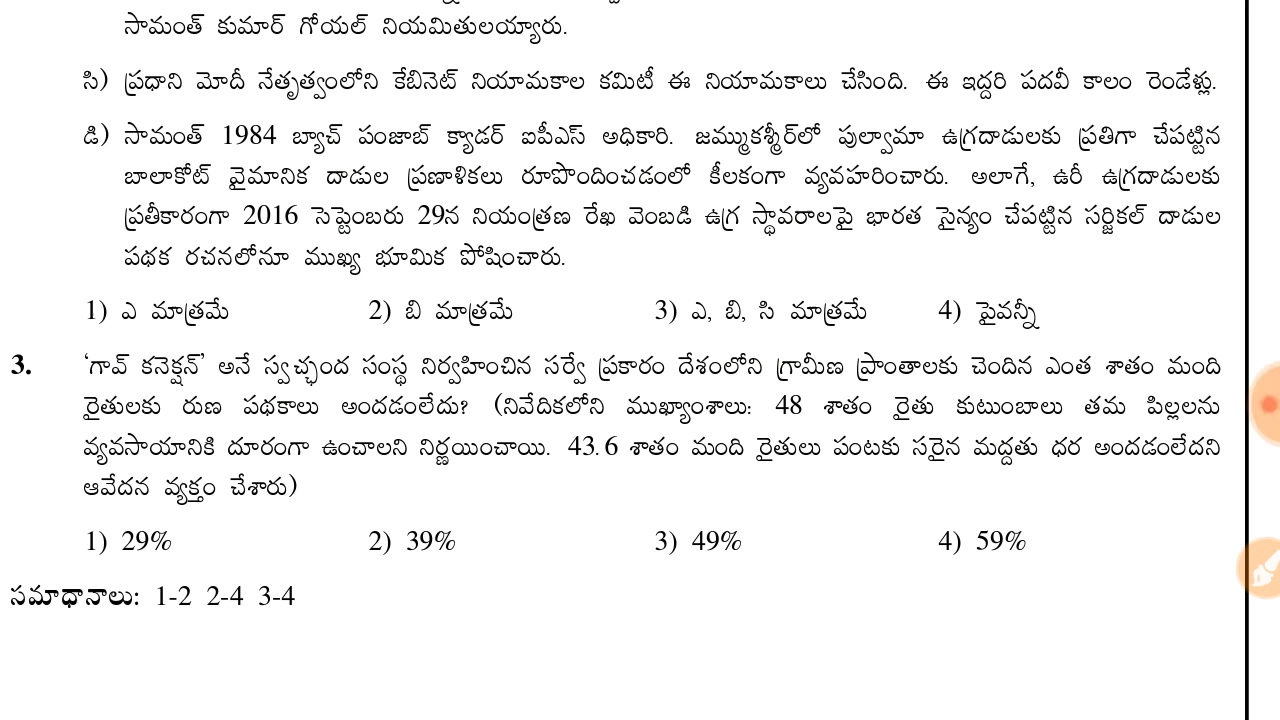 సామంత్ కుమార్ గోయల్ నియమితులయ్యారు.
సి) ప్రధాని మోదీ నేతృత్వంలోని కేబినెట్ నియామకాల కమిటీ ఈ నియామకాలు చేసింది. ఈ ఇద్దరి పదవీ కాలం రెండేళ్లు.
డి) సామంత్ 1984 బ్యాచ్ పంజాబ్ క్యాడర్ ఐపీఎస్ అధికారి. జమ్ముకశ్మీర్‌లో పుల్వామా ఉగ్రదాడులకు ప్రతిగా చేపట్టిన
బాలాకోట్ వైమానిక దాడుల ప్రణాళికలు రూపొందించడంలో కీలకంగా వ్యవహరించారు. అలాగే, ఉరీ ఉగ్రదాడులకు
ప్రతీకారంగా 2016 సెప్టెంబరు 29న నియంత్రణ రేఖ వెంబడి ఉగ్ర స్థావరాలపై భారత సైన్యం చేపట్టిన సర్జికల్ దాడుల
పథక రచనలోనూ ముఖ్య భూమిక పోషించారు.
1) ఎ మాత్రమే 2) బి మాత్రమే 3) ఎ, బి, సి మాత్రమే 4) పైవన్నీ
3. ‘గావ్ కనెక్షన్’ అనే స్వచ్ఛంద సంస్థ నిర్వహించిన సర్వే ప్రకారం దేశంలోని గ్రామీణ ప్రాంతాలకు చెందిన ఎంత శాతం మంది
రైతులకు రుణ పథకాలు అందడంలేదు? (నివేదికలోని ముఖ్యాంశాలు: 48 శాతం రైతు కుటుంబాలు తమ పిల్లలను
వ్యవసాయానికి దూరంగా ఉంచాలని నిర్ణయించాయి. 43.6 శాతం మంది రైతులు పంటకు సరైన మద్దతు ధర అందడంలేదని
ఆవేదన వ్యక్తం చేశారు)
1) 29% 2) 39% 3) 49% 4) 59%
సమాధానాలు: 1-2 2-4 3-4